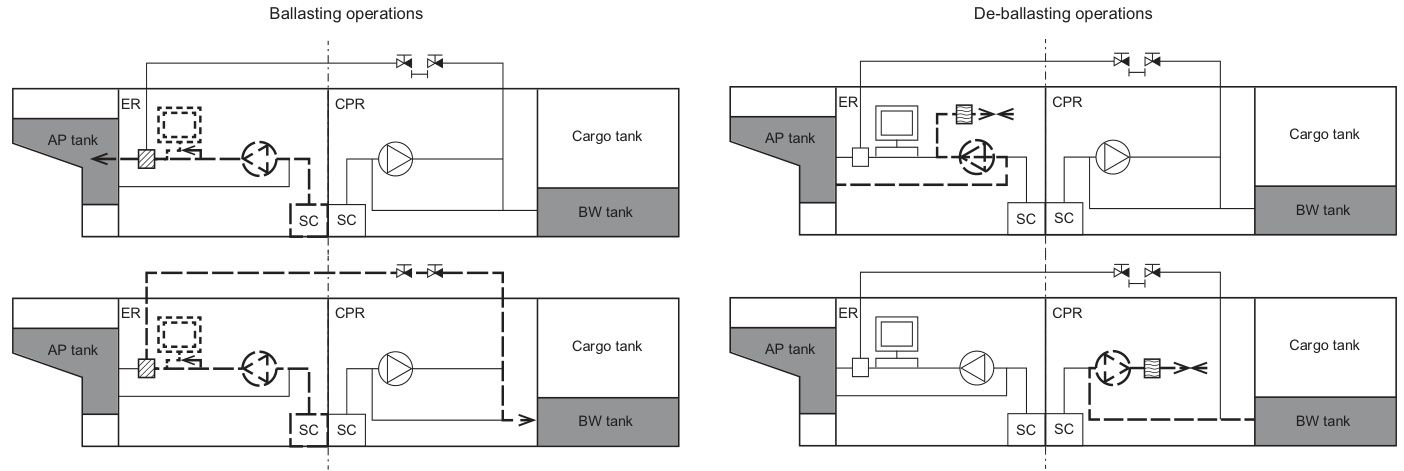 Ballasting operations
De-ballasting operations
ER
CPR
AP tank
Cargo tank
SC
SC
BW tank
ER
CPR
AP tank
Cargo tank
SC
SC
BW tank
ER
CPR
AP tank
Cargo tank
SC
SC
BW tank
ER
CPR
AP tank
Cargo tank
SC
SC
BW tank